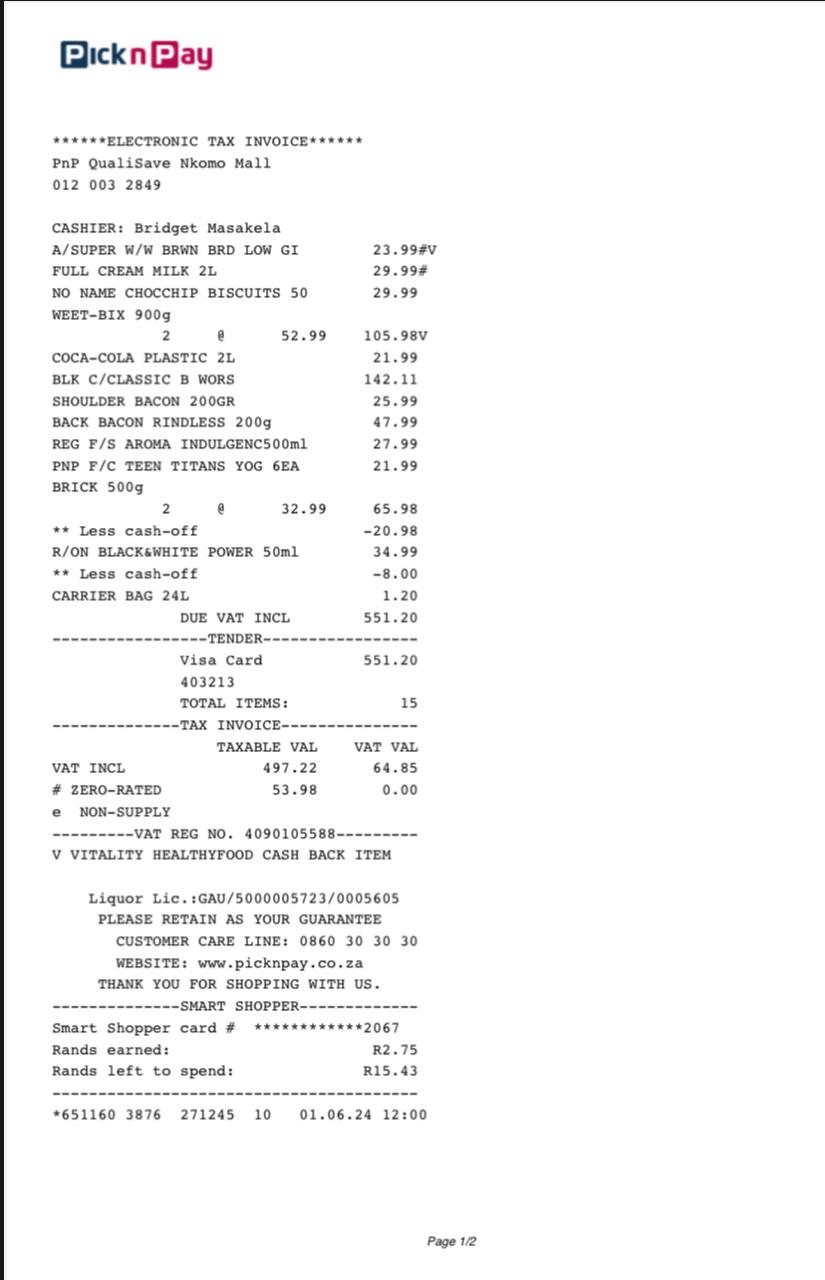 Pick n Pay
******ELECTRONIC TAX INVOICE******
PnP QualiSave Nkomo Mall
012 003 2849
CASHIER: Bridget Masakela
A/SUPER W/W BRWN BRD LOW GI 23.99#V
FULL CREAM MILK 2L 29.99#
NO NAME CHOCCHIP BISCUITS 50 29.99
WEET-BIX 900g
2 @ 52.99 105.98V
COCA-COLA PLASTIC 2L 21.99
BLK C/CLASSIC B WORS 142.11
SHOULDER BACON 200GR 25.99
BACK BACON RINDLESS 200g 47.99
REG F/S AROMA INDULGENC500ml 27.99
PNP F/C TEEN TITANS YOG 6EA 21.99
BRICK 500g
2 @ 32.99 65.98
** Less cash-off -20.98
R/ON BLACK&WHITE POWER 50ml 34.99
** Less cash-off -8.00
CARRIER BAG 24L 1.20
DUE VAT INCL 551.20
-----------------TENDER-----------------
Visa Card 551.20
403213
TOTAL ITEMS: 15
--------------TAX INVOICE---------------
TAXABLE VAL VAT VAL
VAT INCL 497.22 64.85
# ZERO-RATED 53.98 0.00
e NON-SUPPLY
---------VAT REG NO. 4090105588---------
V VITALITY HEALTHYFOOD CASH BACK ITEM
Liquor Lic.:GAU/5000005723/0005605
PLEASE RETAIN AS YOUR GUARANTEE
CUSTOMER CARE LINE: 0860 30 30 30
WEBSITE: www.picknpay.co.za
THANK YOU FOR SHOPPING WITH US.
--------------SMART SHOPPER-------------
Smart Shopper card # ************2067
Rands earned: R2.75
Rands left to spend: R15.43
----------------------------------------
*651160 3876 271245 10 01.06.24 12:00
Page 1/2